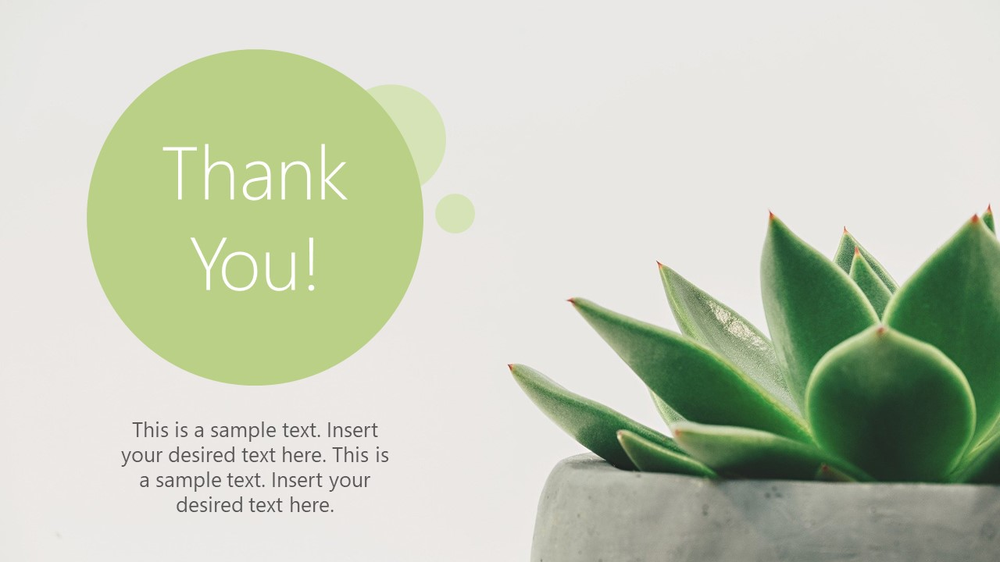 Thank
You!
This is a sample text. Insert
your desired text here. This is
a sample text. Insert your
desired text here.